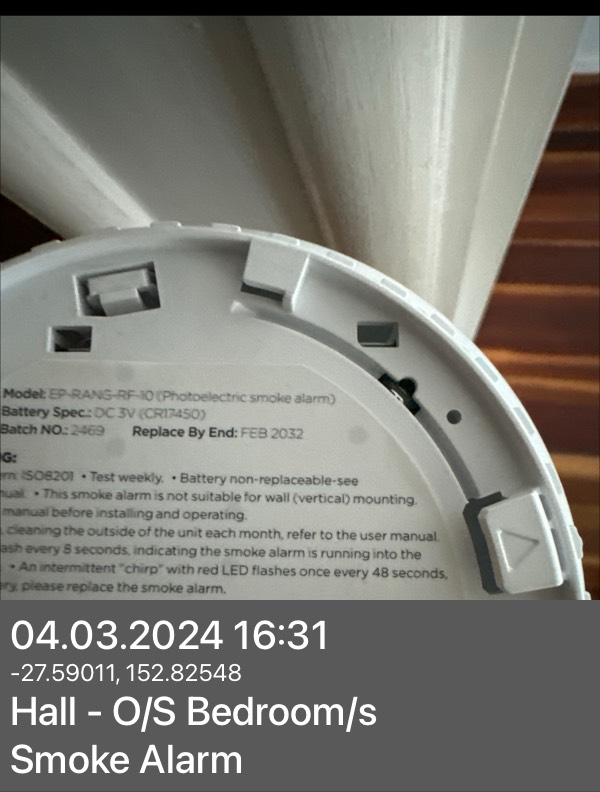 Model: EP-RANG-RF-10 (Photoelectric smoke alarm)
Battery Spec.: DC 3V (CR17450)
Batch NO.: 2469 Replace By End: FEB 2032
G:
rm: ISO8201 • Test weekly. • Battery non-replaceable-see
nual. • This smoke alarm is not suitable for wall (vertical) mounting.
manual before installing and operating.
cleaning the outside of the unit each month, refer to the user manual.
ash every 8 seconds, indicating the smoke alarm is running into the
• An intermittent "chirp" with red LED flashes once every 48 seconds,
ery, please replace the smoke alarm.
04.03.2024 16:31
-27.59011, 152.82548
Hall - O/S Bedroom/s
Smoke Alarm